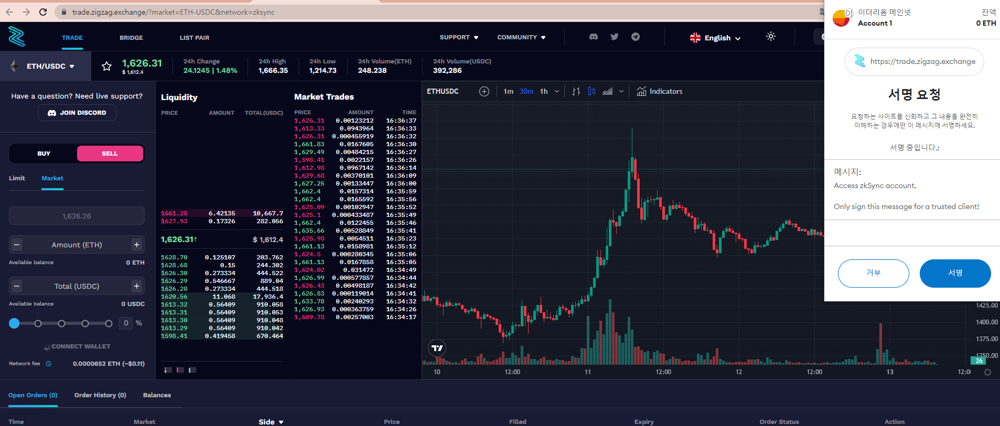 trade.zigzag.exchange/?market=ETH-USDC&network=zksync
TRADE
BRIDGE
LIST PAIR
SUPPORT
COMMUNITY
English
ETH/USDC
1,626.31
$ 1,612.4
24h Change
24.1245 | 1.48%
24h High
1,666.35
24h Low
1,214.73
24h Volume(ETH)
248.238
24h Volume(USDC)
392,286
Have a question? Need live support?
JOIN DISCORD
BUY
SELL
Limit
Market
1,626.26
Amount (ETH)
Available balance
0 ETH
Total (USDC)
Available balance
0 USDC
0 %
CONNECT WALLET
Network fee
0.0000652 ETH (~$0.11)
Liquidity
PRICE AMOUNT TOTAL(USDC)
1661.28 6.42135 10,667.7
1627.93 0.17326 282.056
1,626.31↑ $ 1,612.4
1628.70 0.125107 203.762
1628.68 0.15 244.302
1626.30 0.273334 444.522
1626.29 0.546667 889.04
1626.28 0.273334 444.518
1620.56 11.068 17,936.4
1613.32 0.56409 910.058
1613.31 0.56409 910.053
1613.30 0.56409 910.048
1613.29 0.56409 910.042
1598.41 0.419458 670.464
Market Trades
PRICE AMOUNT TIME
1,626.31 0.00123212 16:36:37
1,613.33 0.0943964 16:36:33
1,626.31 0.000455919 16:36:32
1,661.83 0.0167605 16:36:30
1,629.49 0.00484215 16:36:27
1,598.41 0.0022157 16:36:26
1,612.98 0.0967142 16:36:14
1,629.68 0.00370101 16:36:09
1,627.25 0.00133447 16:36:00
1,662.4 0.0157314 16:35:59
1,662.4 0.0165592 16:35:56
1,625.09 0.00102947 16:35:52
1,625.1 0.000433487 16:35:49
1,662.4 0.0122455 16:35:46
1,635.66 0.00528849 16:35:41
1,625.98 0.0054511 16:35:23
1,661.13 0.0158981 16:35:12
1,624.5 0.000280345 16:35:06
1,661.13 0.0167858 16:35:05
1,624.02 0.031472 16:34:49
1,626.99 0.000577857 16:34:44
1,626.43 0.00498187 16:34:42
1,626.83 0.000119014 16:34:41
1,633.78 0.00240293 16:34:32
1,626.93 0.000363759 16:34:26
1,609.78 0.00257003 16:34:17
ETHUSDC
1m 30m 1h
Indicators
1425.00
1400.00
1375.00
1350.00
26
10 12:00 11 12:00 12 12:00 13 12:00
이더리움 메인넷
Account 1
잔액
0 ETH
https://trade.zigzag.exchange
서명 요청
요청하는 사이트를 신뢰하고 그 내용을 완전히
이해하는 경우에만 이 메시지에 서명하세요.
서명 중입니다.:
메시지:
Access zkSync account.
Only sign this message for a trusted client!
거부
서명
Open Orders (0)
Order History (0)
Balances
Time
Market
Side
Price
Filled
Expiry
Order Status
Action